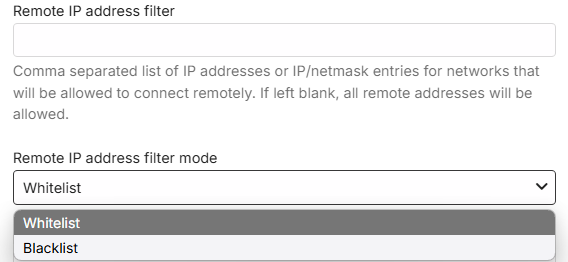 Remote IP address filter
Comma separated list of IP addresses or IP/netmask entries for networks that
will be allowed to connect remotely. If left blank, all remote addresses will be
allowed.
Remote IP address filter mode
Whitelist
Whitelist
Blacklist